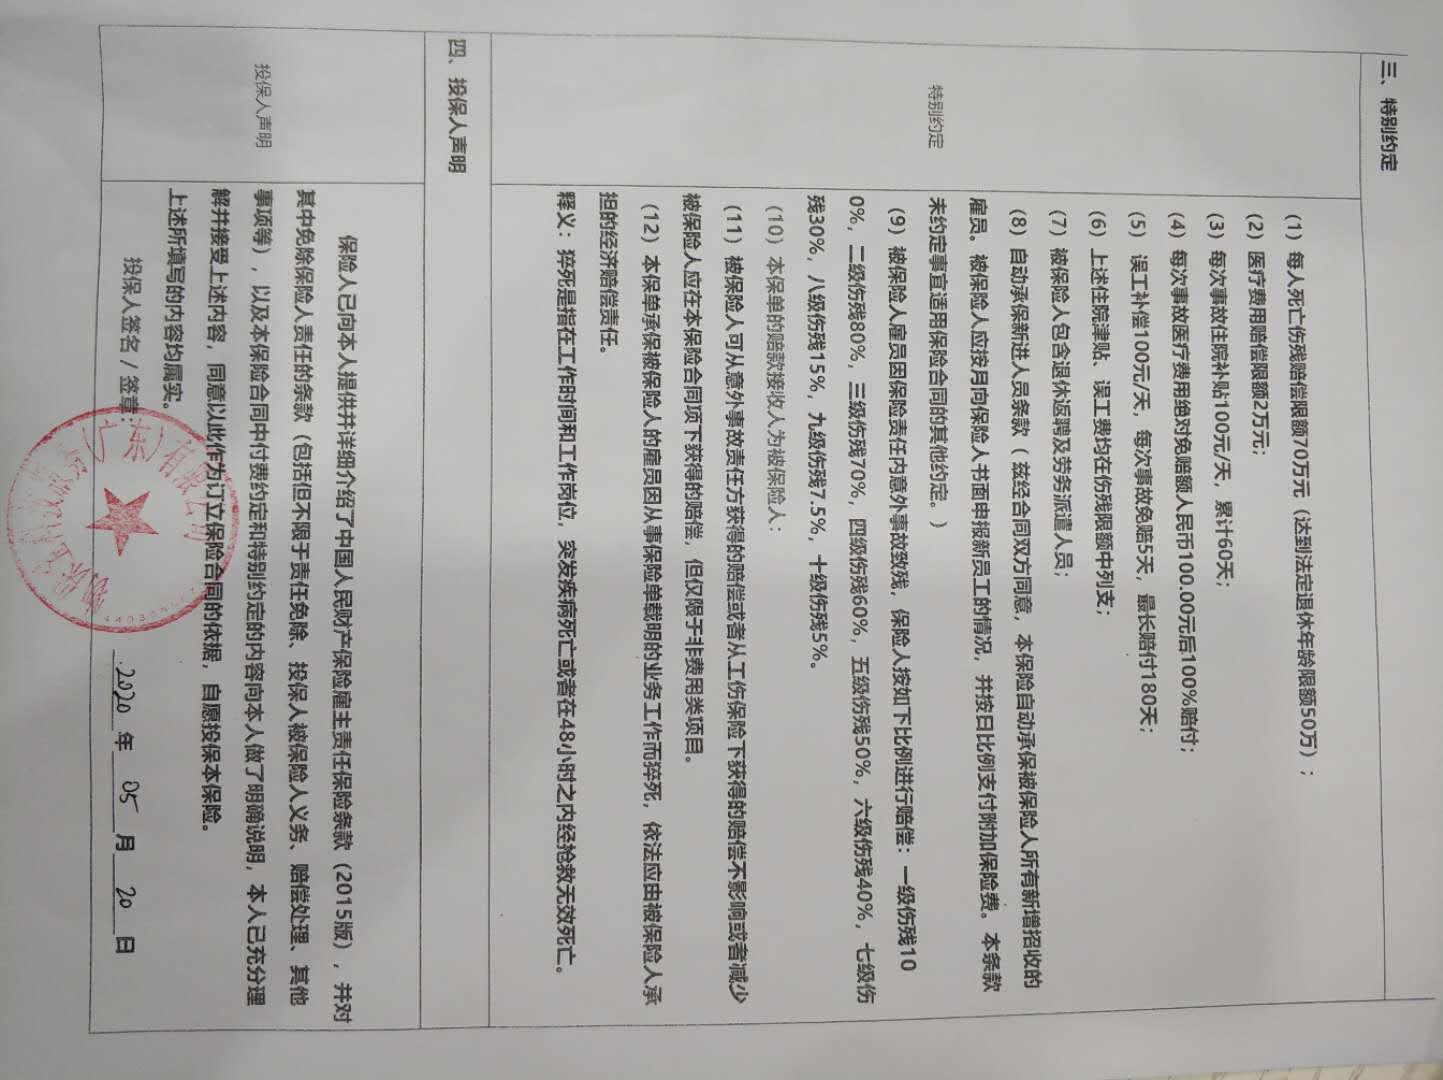 三、特别约定
特别约定
（1）每人死亡伤残赔偿限额70万元（达到法定退休年龄限额50万）；
（2）医疗费用赔偿限额2万元；
（3）每次事故住院补贴100元/天，累计60天；
（4）每次事故医疗费用绝对免赔额人民币100.00元后100%赔付；
（5） 误工补偿100元/天，每次事故免赔5天，最长赔付180天；
（6）上述住院津贴、误工费均在伤残限额中列支；
（7）被保险人包含退休返聘及劳务派遣人员；
（8）自动承保新进人员条款（ 兹经合同双方同意，本保险自动承保被保险人所有新增招收的
雇员。被保险人应按月向保险人书面申报新员工的情况，并按日比例支付附加保险费。本条款
未约定事宜适用保险合同的其他约定。）
（9）被保险人雇员因保险责任内意外事故致残，保险人按如下比例进行赔偿：一级伤残10
0%，二级伤残80%，三级伤残70%，四级伤残60%，五级伤残50%，六级伤残40%，七级伤
残30%，八级伤残15%，九级伤残7.5%，十级伤残5%。
（10）本保单的赔款接收人为被保险人：
（11）被保险人可从意外事故责任方获得的赔偿或者从工伤保险下获得的赔偿不影响或者减少
被保险人应在本保险合同项下获得的赔偿，但仅限于非费用类项目。
（12）本保单承保被保险人的雇员因从事保险单载明的业务工作而猝死，依法应由被保险人承
担的经济赔偿责任。
释义：猝死是指在工作时间和工作岗位，突发疾病死亡或者在48小时之内经抢救无效死亡。
四、投保人声明
投保人声明
保险人已向本人提供并详细介绍了中国人民财产保险雇主责任保险条款（2015版），并对
其中免除保险人责任的条款（包括但不限于责任免除、投保人被保险人义务、赔偿处理、其他
事项等），以及本保险合同中付费约定和特别约定的内容向本人做了明确说明，本人已充分理
解并接受上述内容，同意以此作为订立保险合同的依据，自愿投保本保险。
上述所填写的内容均属实。
投保人签名 / 签章：
2020 年 05 月 20 日
(广东)有限公司